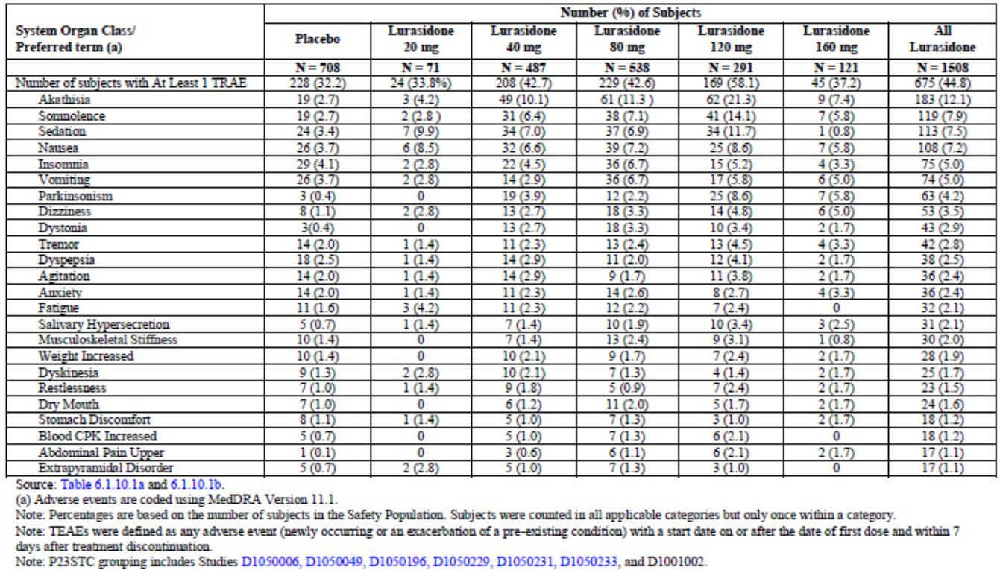 Number (%) of Subjects
System Organ Class/
Preferred term (a)
Placebo Lurasidone 20 mg Lurasidone 40 mg Lurasidone 80 mg Lurasidone 120 mg Lurasidone 160 mg All Lurasidone
N = 708 N = 71 N = 487 N = 538 N = 291 N = 121 N = 1508
Number of subjects with At Least 1 TRAE 228 (32.2) 24 (33.8%) 208 (42.7) 229 (42.6) 169 (58.1) 45 (37.2) 675 (44.8)
Akathisia 19 (2.7) 3 (4.2) 49 (10.1) 61 (11.3 ) 62 (21.3) 9 (7.4) 183 (12.1)
Somnolence 19 (2.7) 2 (2.8 ) 31 (6.4) 38 (7.1) 41 (14.1) 7 (5.8) 119 (7.9)
Sedation 24 (3.4) 7 (9.9) 34 (7.0) 37 (6.9) 34 (11.7) 1 (0.8) 113 (7.5)
Nausea 26 (3.7) 6 (8.5) 32 (6.6) 39 (7.2) 25 (8.6) 7 (5.8) 108 (7.2)
Insomnia 29 (4.1) 2 (2.8) 22 (4.5) 36 (6.7) 15 (5.2) 4 (3.3) 75 (5.0)
Vomiting 26 (3.7) 2 (2.8) 14 (2.9) 36 (6.7) 17 (5.8) 6 (5.0) 74 (5.0)
Parkinsonism 3 (0.4) 0 19 (3.9) 12 (2.2) 25 (8.6) 7 (5.8) 63 (4.2)
Dizziness 8 (1.1) 2 (2.8) 13 (2.7) 18 (3.3) 14 (4.8) 6 (5.0) 53 (3.5)
Dystonia 3(0.4) 0 13 (2.7) 18 (3.3) 10 (3.4) 2 (1.7) 43 (2.9)
Tremor 14 (2.0) 1 (1.4) 11 (2.3) 13 (2.4) 13 (4.5) 4 (3.3) 42 (2.8)
Dyspepsia 18 (2.5) 1 (1.4) 14 (2.9) 11 (2.0) 12 (4.1) 2 (1.7) 38 (2.5)
Agitation 14 (2.0) 1 (1.4) 14 (2.9) 9 (1.7) 11 (3.8) 2 (1.7) 36 (2.4)
Anxiety 14 (2.0) 1 (1.4) 11 (2.3) 14 (2.6) 8 (2.7) 4 (3.3) 36 (2.4)
Fatigue 11 (1.6) 3 (4.2) 11 (2.3) 12 (2.2) 7 (2.4) 0 32 (2.1)
Salivary Hypersecretion 5 (0.7) 1 (1.4) 7 (1.4) 10 (1.9) 10 (3.4) 3 (2.5) 31 (2.1)
Musculoskeletal Stiffness 10 (1.4) 0 7 (1.4) 13 (2.4) 9 (3.1) 1 (0.8) 30 (2.0)
Weight Increased 10 (1.4) 0 10 (2.1) 9 (1.7) 7 (2.4) 2 (1.7) 28 (1.9)
Dyskinesia 9 (1.3) 2 (2.8) 10 (2.1) 7 (1.3) 4 (1.4) 2 (1.7) 25 (1.7)
Restlessness 7 (1.0) 1 (1.4) 9 (1.8) 5 (0.9) 7 (2.4) 2 (1.7) 23 (1.5)
Dry Mouth 7 (1.0) 0 6 (1.2) 11 (2.0) 5 (1.7) 2 (1.7) 24 (1.6)
Stomach Discomfort 8 (1.1) 1 (1.4) 5 (1.0) 7 (1.3) 3 (1.0) 2 (1.7) 18 (1.2)
Blood CPK Increased 5 (0.7) 0 5 (1.0) 7 (1.3) 6 (2.1) 0 18 (1.2)
Abdominal Pain Upper 1 (0.1) 0 3 (0.6) 6 (1.1) 6 (2.1) 2 (1.7) 17 (1.1)
Extrapyramidal Disorder 5 (0.7) 2 (2.8) 5 (1.0) 7 (1.3) 3 (1.0) 0 17 (1.1)
Source: Table 6.1.10.1a and 6.1.10.1b.
(a) Adverse events are coded using MedDRA Version 11.1.
Note: Percentages are based on the number of subjects in the Safety Population. Subjects were counted in all applicable categories but only once within a category.
Note: TEAEs were defined as any adverse event (newly occurring or an exacerbation of a pre-existing condition) with a start date on or after the date of first dose and within 7
days after treatment discontinuation.
Note: P23STC grouping includes Studies D1050006, D1050049, D1050196, D1050229, D1050231, D1050233, and D1001002.